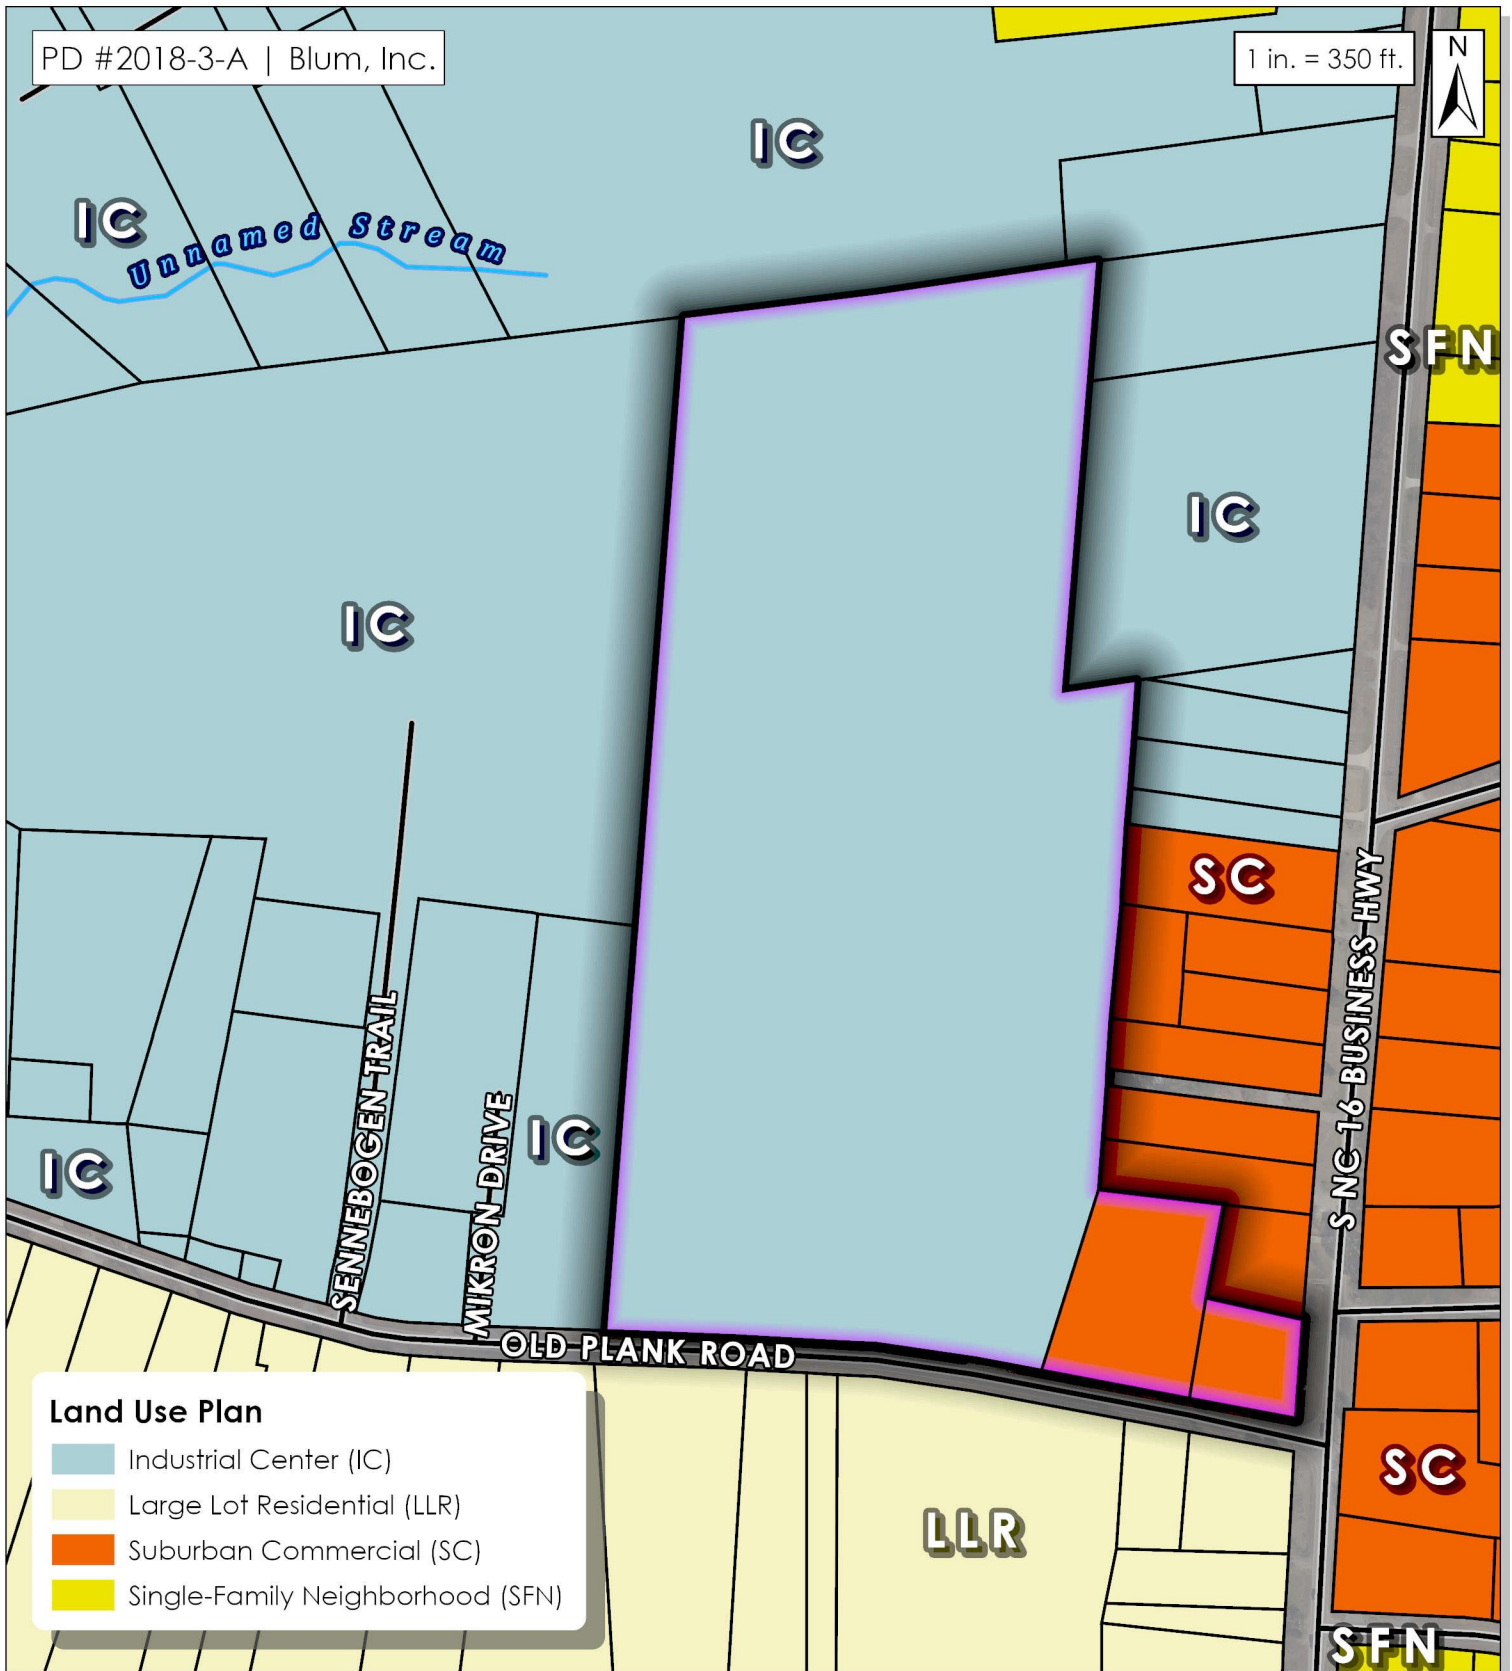 PD #2018-3-A | Blum, Inc.
1 in. = 350 ft.
N
IC
IC
Unnamed Stream
SFN
IC
IC
SC
S NC 16 BUSINESS HWY
SENNEBOGEN TRAIL
MIKRON DRIVE
IC
IC
OLD PLANK ROAD
Land Use Plan
Industrial Center (IC)
Large Lot Residential (LLR)
Suburban Commercial (SC)
Single-Family Neighborhood (SFN)
SC
LLR
SFN